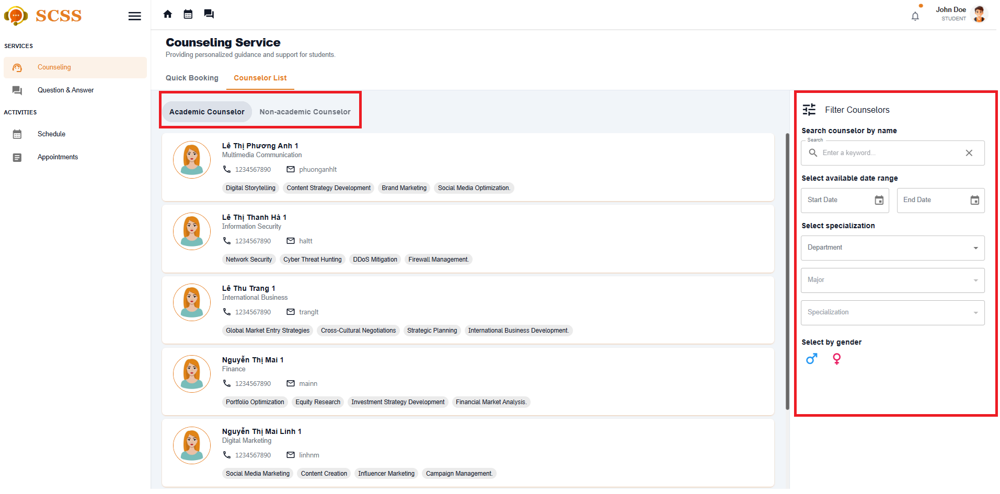 SCSS
SERVICES
Counseling
Question & Answer
ACTIVITIES
Schedule
Appointments
John Doe
STUDENT
Counseling Service
Providing personalized guidance and support for students.
Quick Booking
Counselor List
Academic Counselor
Non-academic Counselor
Lê Thị Phương Anh 1
Multimedia Communication
1234567890 phuonganhlt
Digital Storytelling Content Strategy Development Brand Marketing Social Media Optimization.
Lê Thị Thanh Hà 1
Information Security
1234567890 haltt
Network Security Cyber Threat Hunting DDoS Mitigation Firewall Management.
Lê Thu Trang 1
International Business
1234567890 tranglt
Global Market Entry Strategies Cross-Cultural Negotiations Strategic Planning International Business Development.
Nguyễn Thị Mai 1
Finance
1234567890 mainn
Portfolio Optimization Equity Research Investment Strategy Development Financial Market Analysis.
Nguyễn Thị Mai Linh 1
Digital Marketing
1234567890 linhnm
Social Media Marketing Content Creation Influencer Marketing Campaign Management.
Filter Counselors
Search counselor by name
Search
Enter a keyword...
Select available date range
Start Date End Date
Select specialization
Department
Major
Specialization
Select by gender